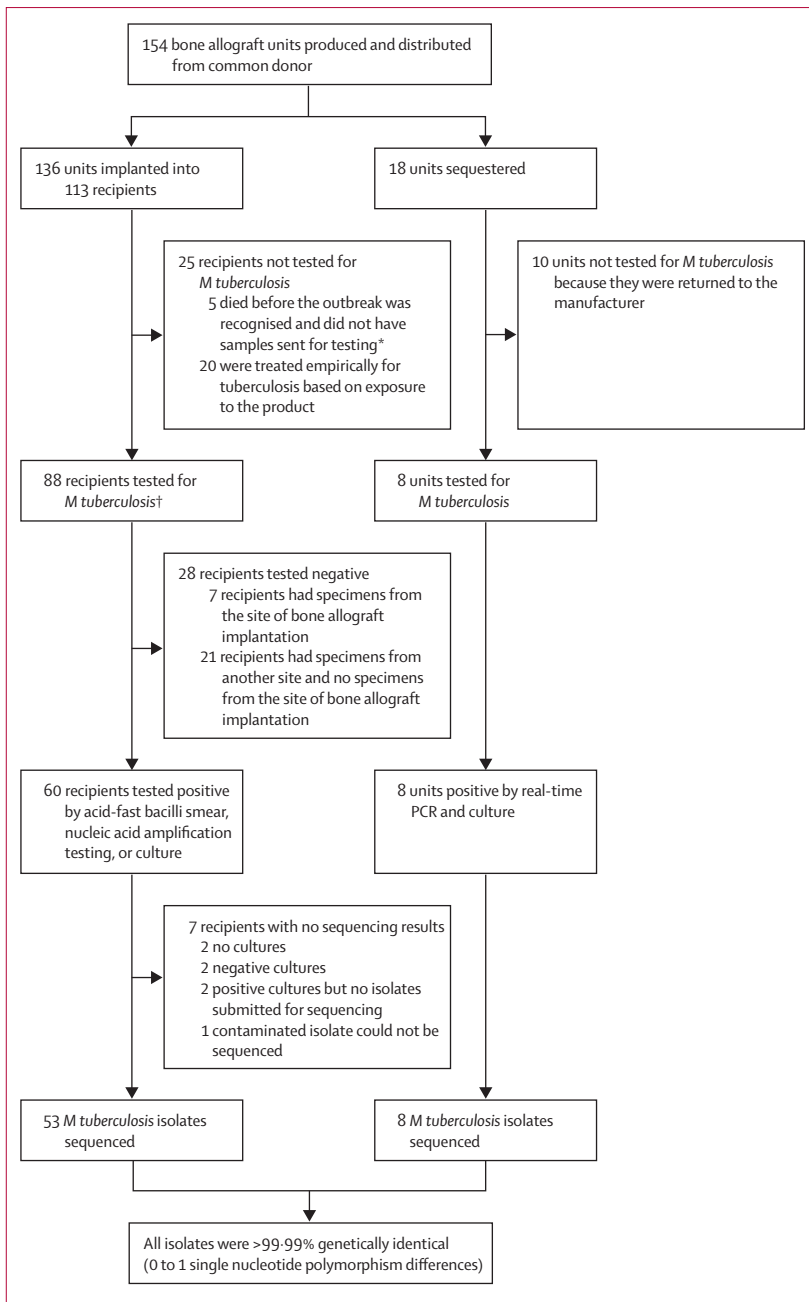 154 bone allograft units produced and distributed
from common donor
136 units implanted into
113 recipients
18 units sequestered
25 recipients not tested for
M tuberculosis
5 died before the outbreak was
recognised and did not have
samples sent for testing*
20 were treated empirically for
tuberculosis based on exposure
to the product
10 units not tested for M tuberculosis
because they were returned to the
manufacturer
88 recipients tested for
M tuberculosis†
8 units tested for
M tuberculosis
28 recipients tested negative
7 recipients had specimens from
the site of bone allograft
implantation
21 recipients had specimens from
another site and no specimens
from the site of bone allograft
implantation
60 recipients tested positive
by acid-fast bacilli smear,
nucleic acid amplification
testing, or culture
8 units positive by real-time
PCR and culture
7 recipients with no sequencing results
2 no cultures
2 negative cultures
2 positive cultures but no isolates
submitted for sequencing
1 contaminated isolate could not be
sequenced
53 M tuberculosis isolates
sequenced
8 M tuberculosis isolates
sequenced
All isolates were >99·99% genetically identical
(0 to 1 single nucleotide polymorphism differences)